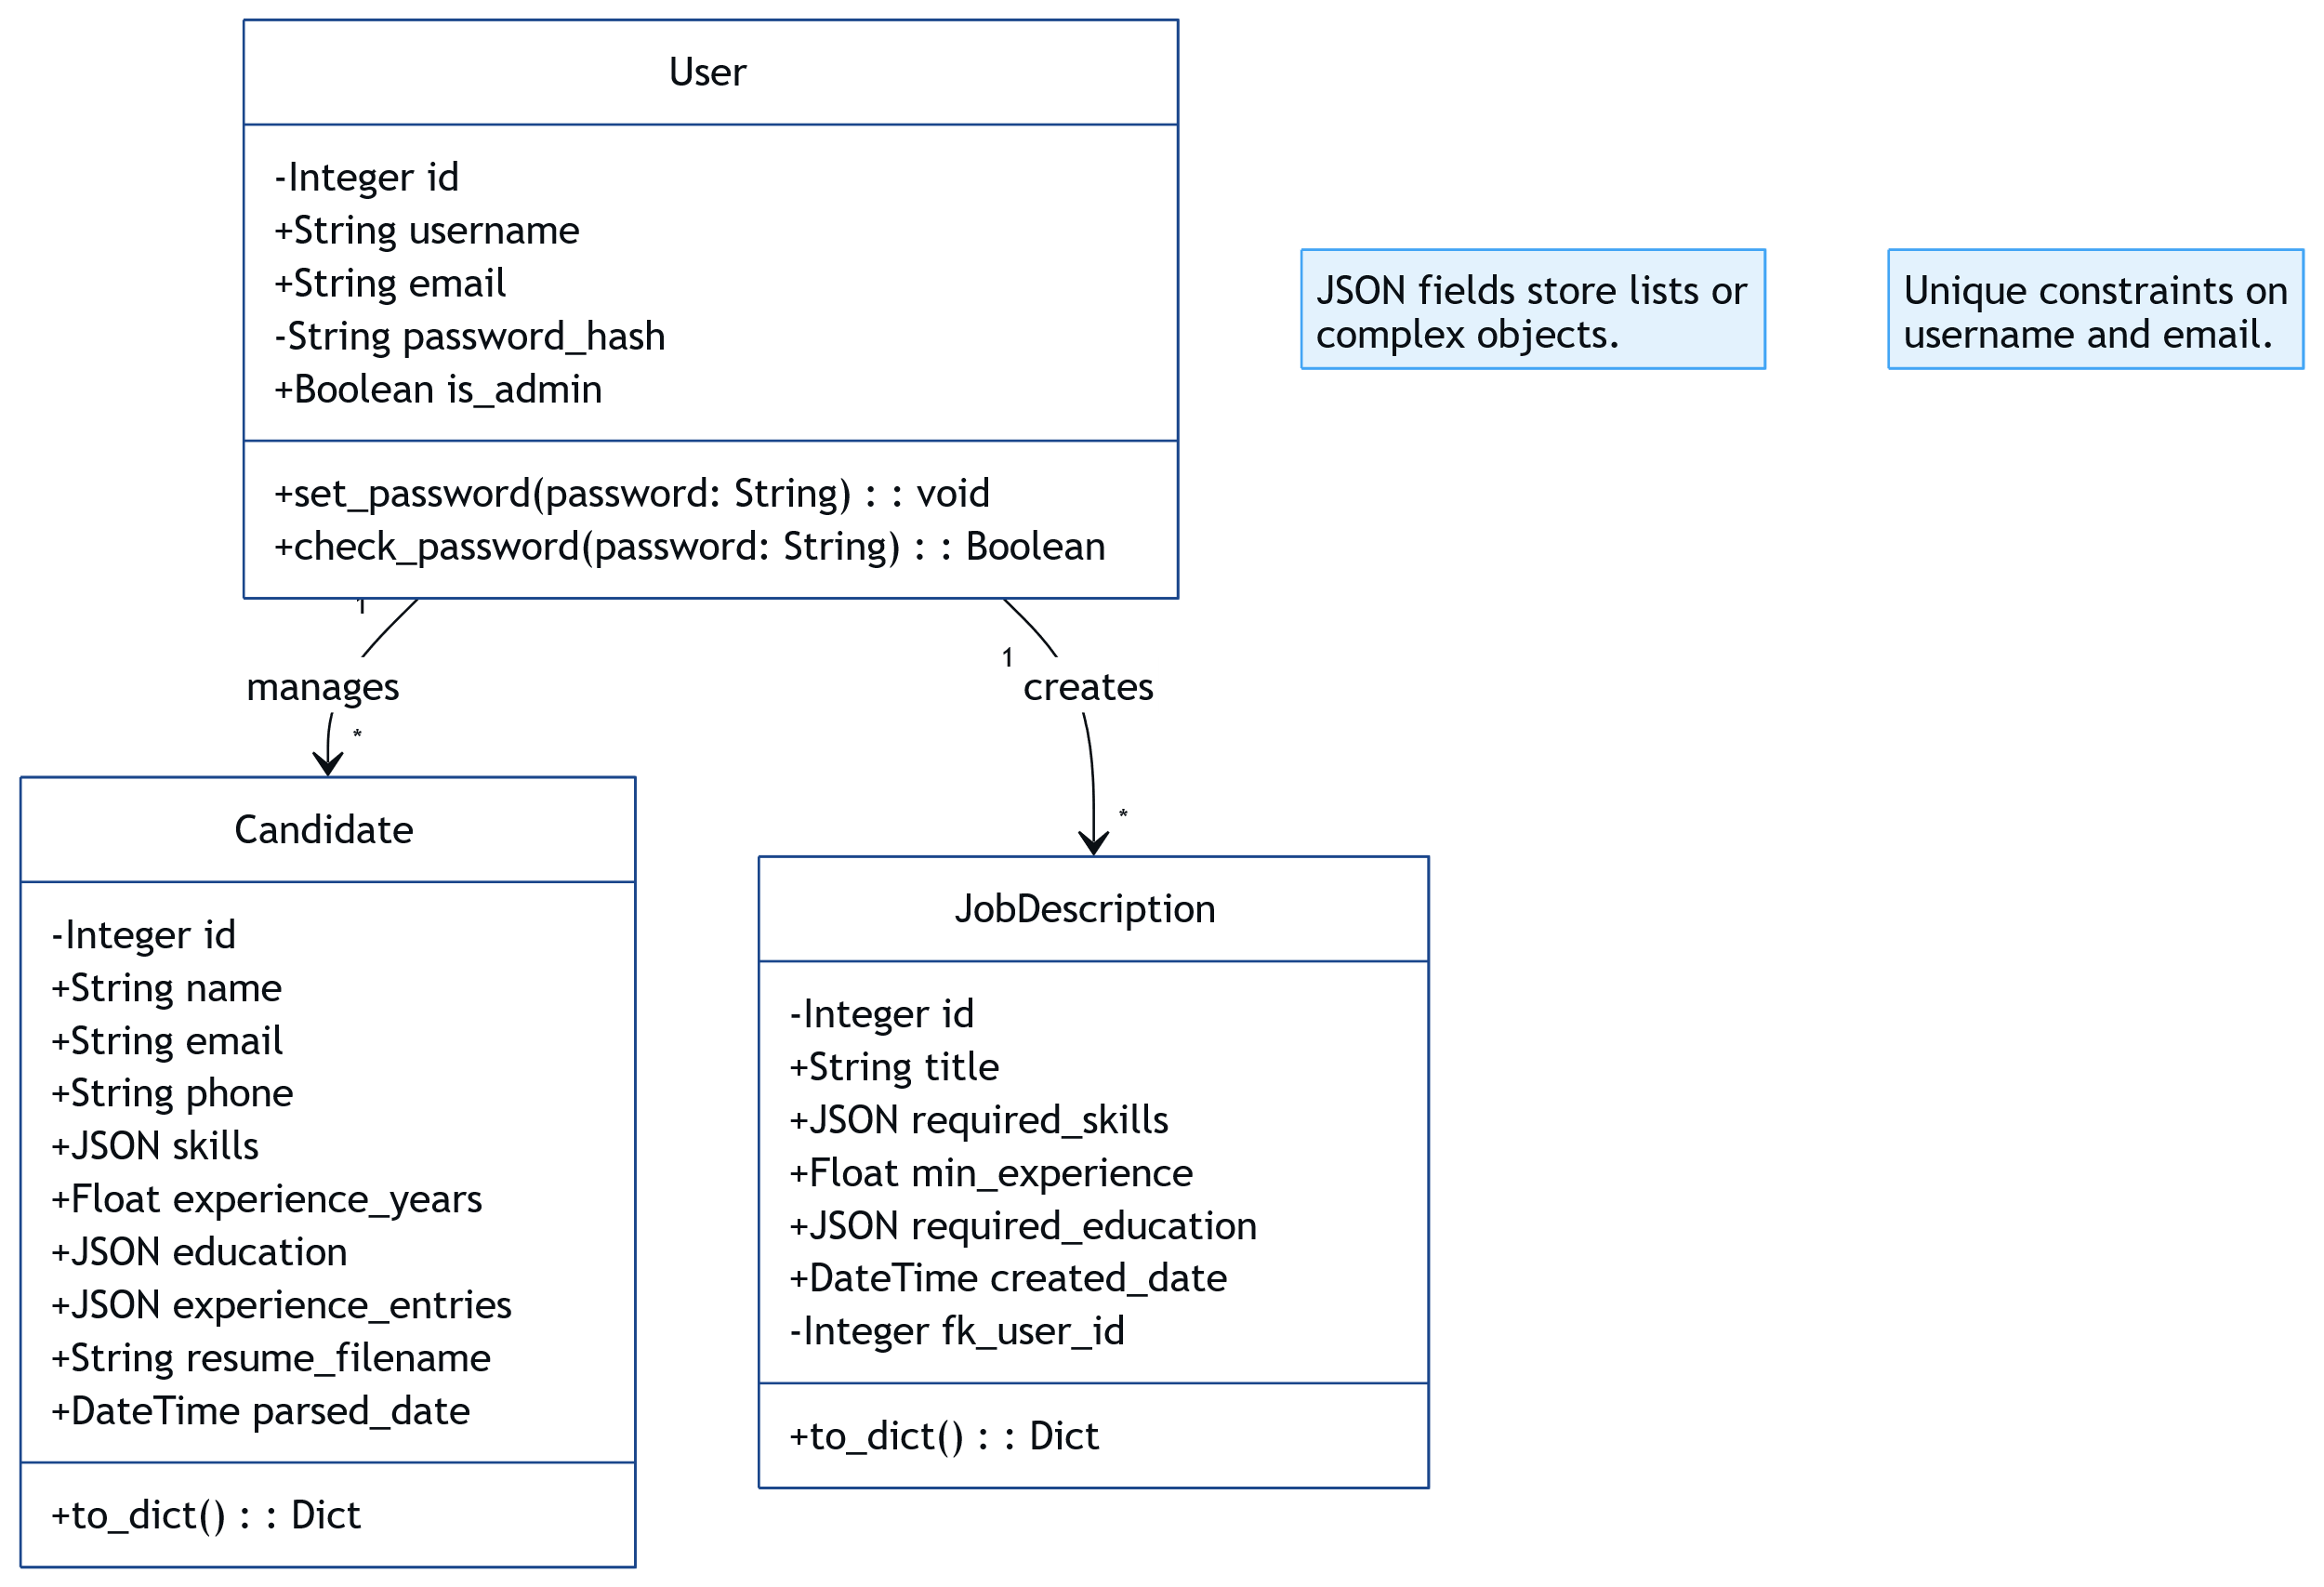 User
-Integer id
+String username
+String email
-String password_hash
+Boolean is_admin
+set_password(password: String) : : void
+check_password(password: String) : : Boolean
JSON fields store lists or
complex objects.
Unique constraints on
username and email.
1
manages
*
1
creates
*
Candidate
-Integer id
+String name
+String email
+String phone
+JSON skills
+Float experience_years
+JSON education
+JSON experience_entries
+String resume_filename
+DateTime parsed_date
+to_dict() : : Dict
JobDescription
-Integer id
+String title
+JSON required_skills
+Float min_experience
+JSON required_education
+DateTime created_date
-Integer fk_user_id
+to_dict() : : Dict